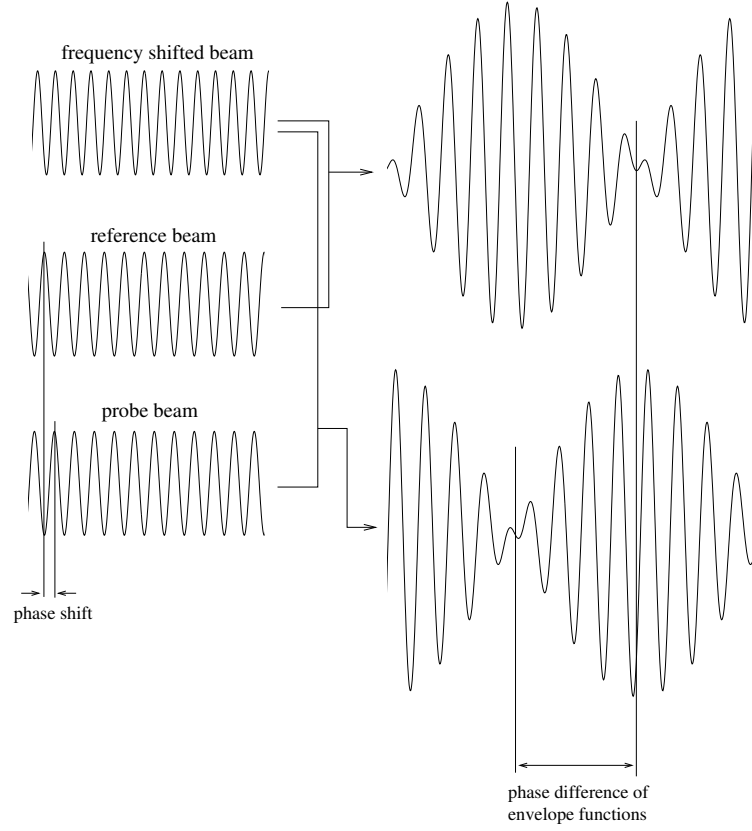 frequency shifted beam
reference beam
probe beam
phase shift
phase difference of
envelope functions